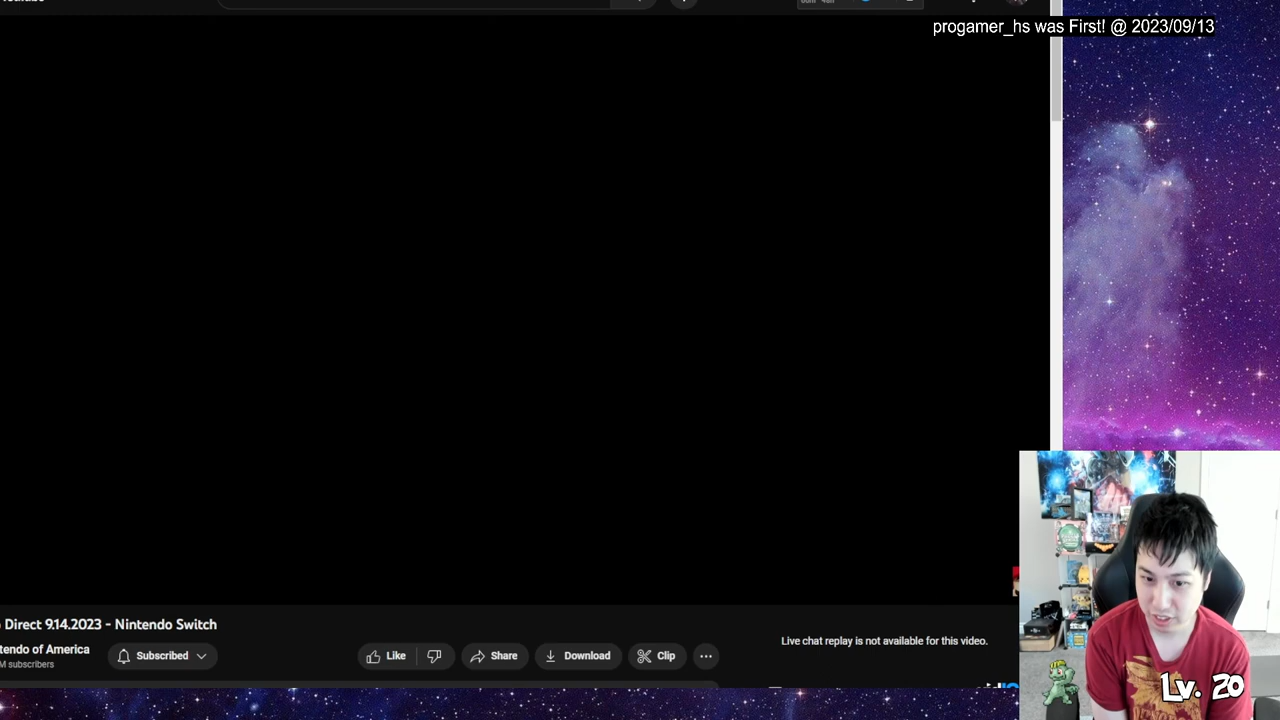 progamer_hs was First! @ 2023/09/13
Direct 9.14.2023 - Nintendo Switch
tendo of America
M subscribers
Subscribed
Like
Share
Download
Clip
Live chat replay is not available for this video.
Lv. 20